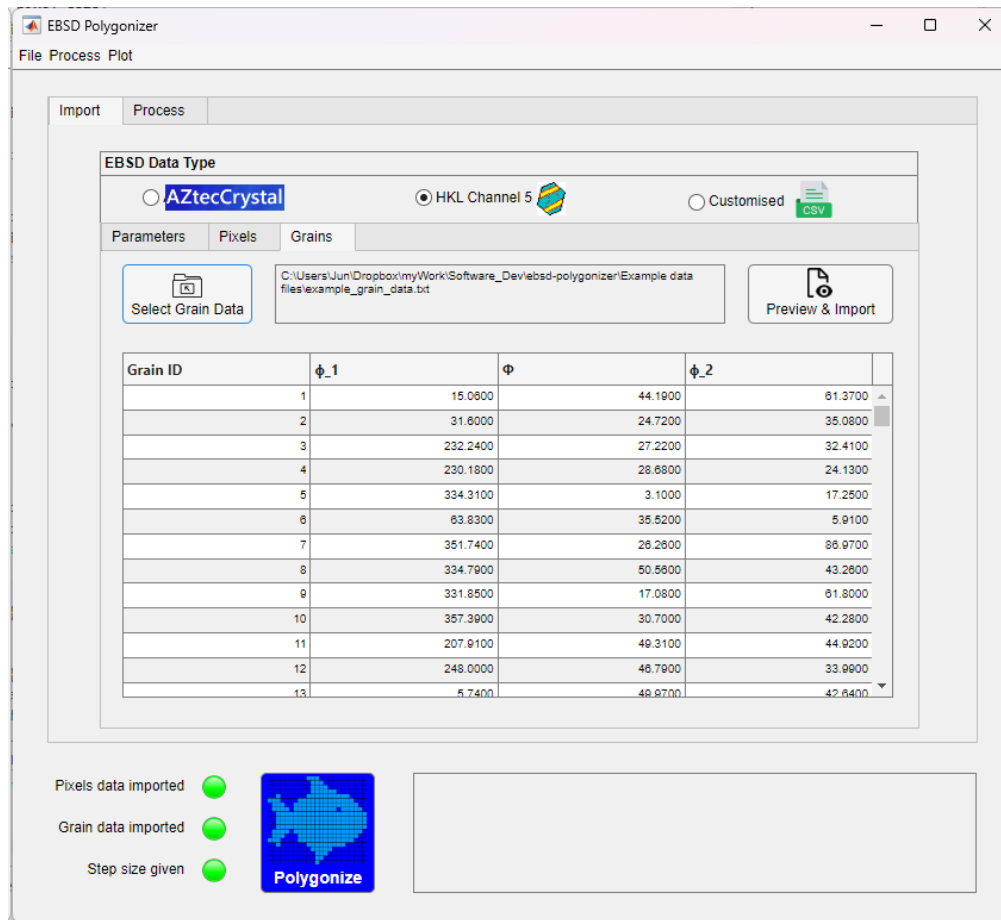 EBSD Polygonizer
File Process Plot
Import Process
EBSD Data Type
AZtecCrystal HKL Channel 5 Customised CSV
Parameters Pixels Grains
Select Grain Data
C:\Users\Jun\Dropbox\myWork\Software_Dev\ebsd-polygonizer\Example data
files\example_grain_data.txt
Preview & Import
Grain ID ϕ_1 Φ ϕ_2
1 15.0600 44.1900 61.3700
2 31.6000 24.7200 35.0800
3 232.2400 27.2200 32.4100
4 230.1800 28.6800 24.1300
5 334.3100 3.1000 17.2500
6 63.8300 35.5200 5.9100
7 351.7400 26.2600 86.9700
8 334.7900 50.5600 43.2600
9 331.8500 17.0800 61.8000
10 357.3900 30.7000 42.2800
11 207.9100 49.3100 44.9200
12 248.0000 46.7900 33.9900
13 5.7400 49.9700 42.6400
Pixels data imported
Grain data imported
Step size given
Polygonize